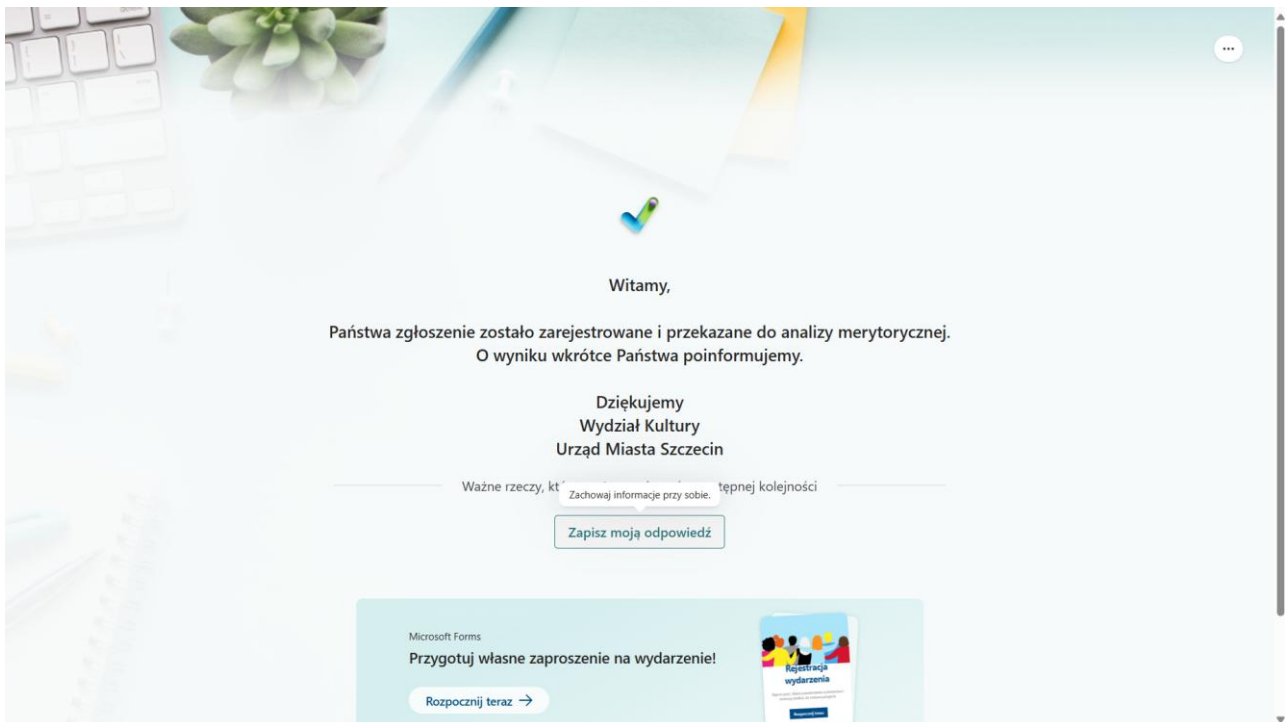 Witamy,
Państwa zgłoszenie zostało zarejestrowane i przekazane do analizy merytorycznej.
O wyniku wkrótce Państwa poinformujemy.
Dziękujemy
Wydział Kultury
Urząd Miasta Szczecin
Ważne rzeczy, tępnej kolejności
Zachowaj informacje przy sobie.
Zapisz moją odpowiedź
Microsoft Forms
Przygotuj własne zaproszenie na wydarzenie!
Rozpocznij teraz →
Rejestracja
wydarzenia
Rozpocznij teraz